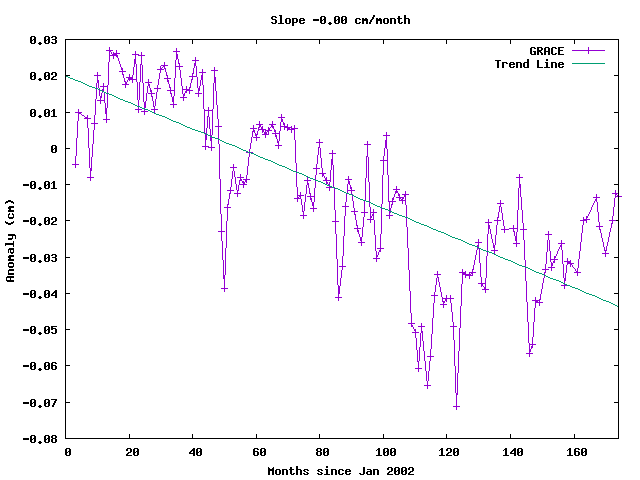 Slope -0.00 cm/month
GRACE
Trend Line
0.03
0.02
0.01
0
-0.01
-0.02
-0.03
-0.04
-0.05
-0.06
-0.07
-0.08
Anomaly (cm)
0 20 40 60 80 100 120 140 160
Months since Jan 2002